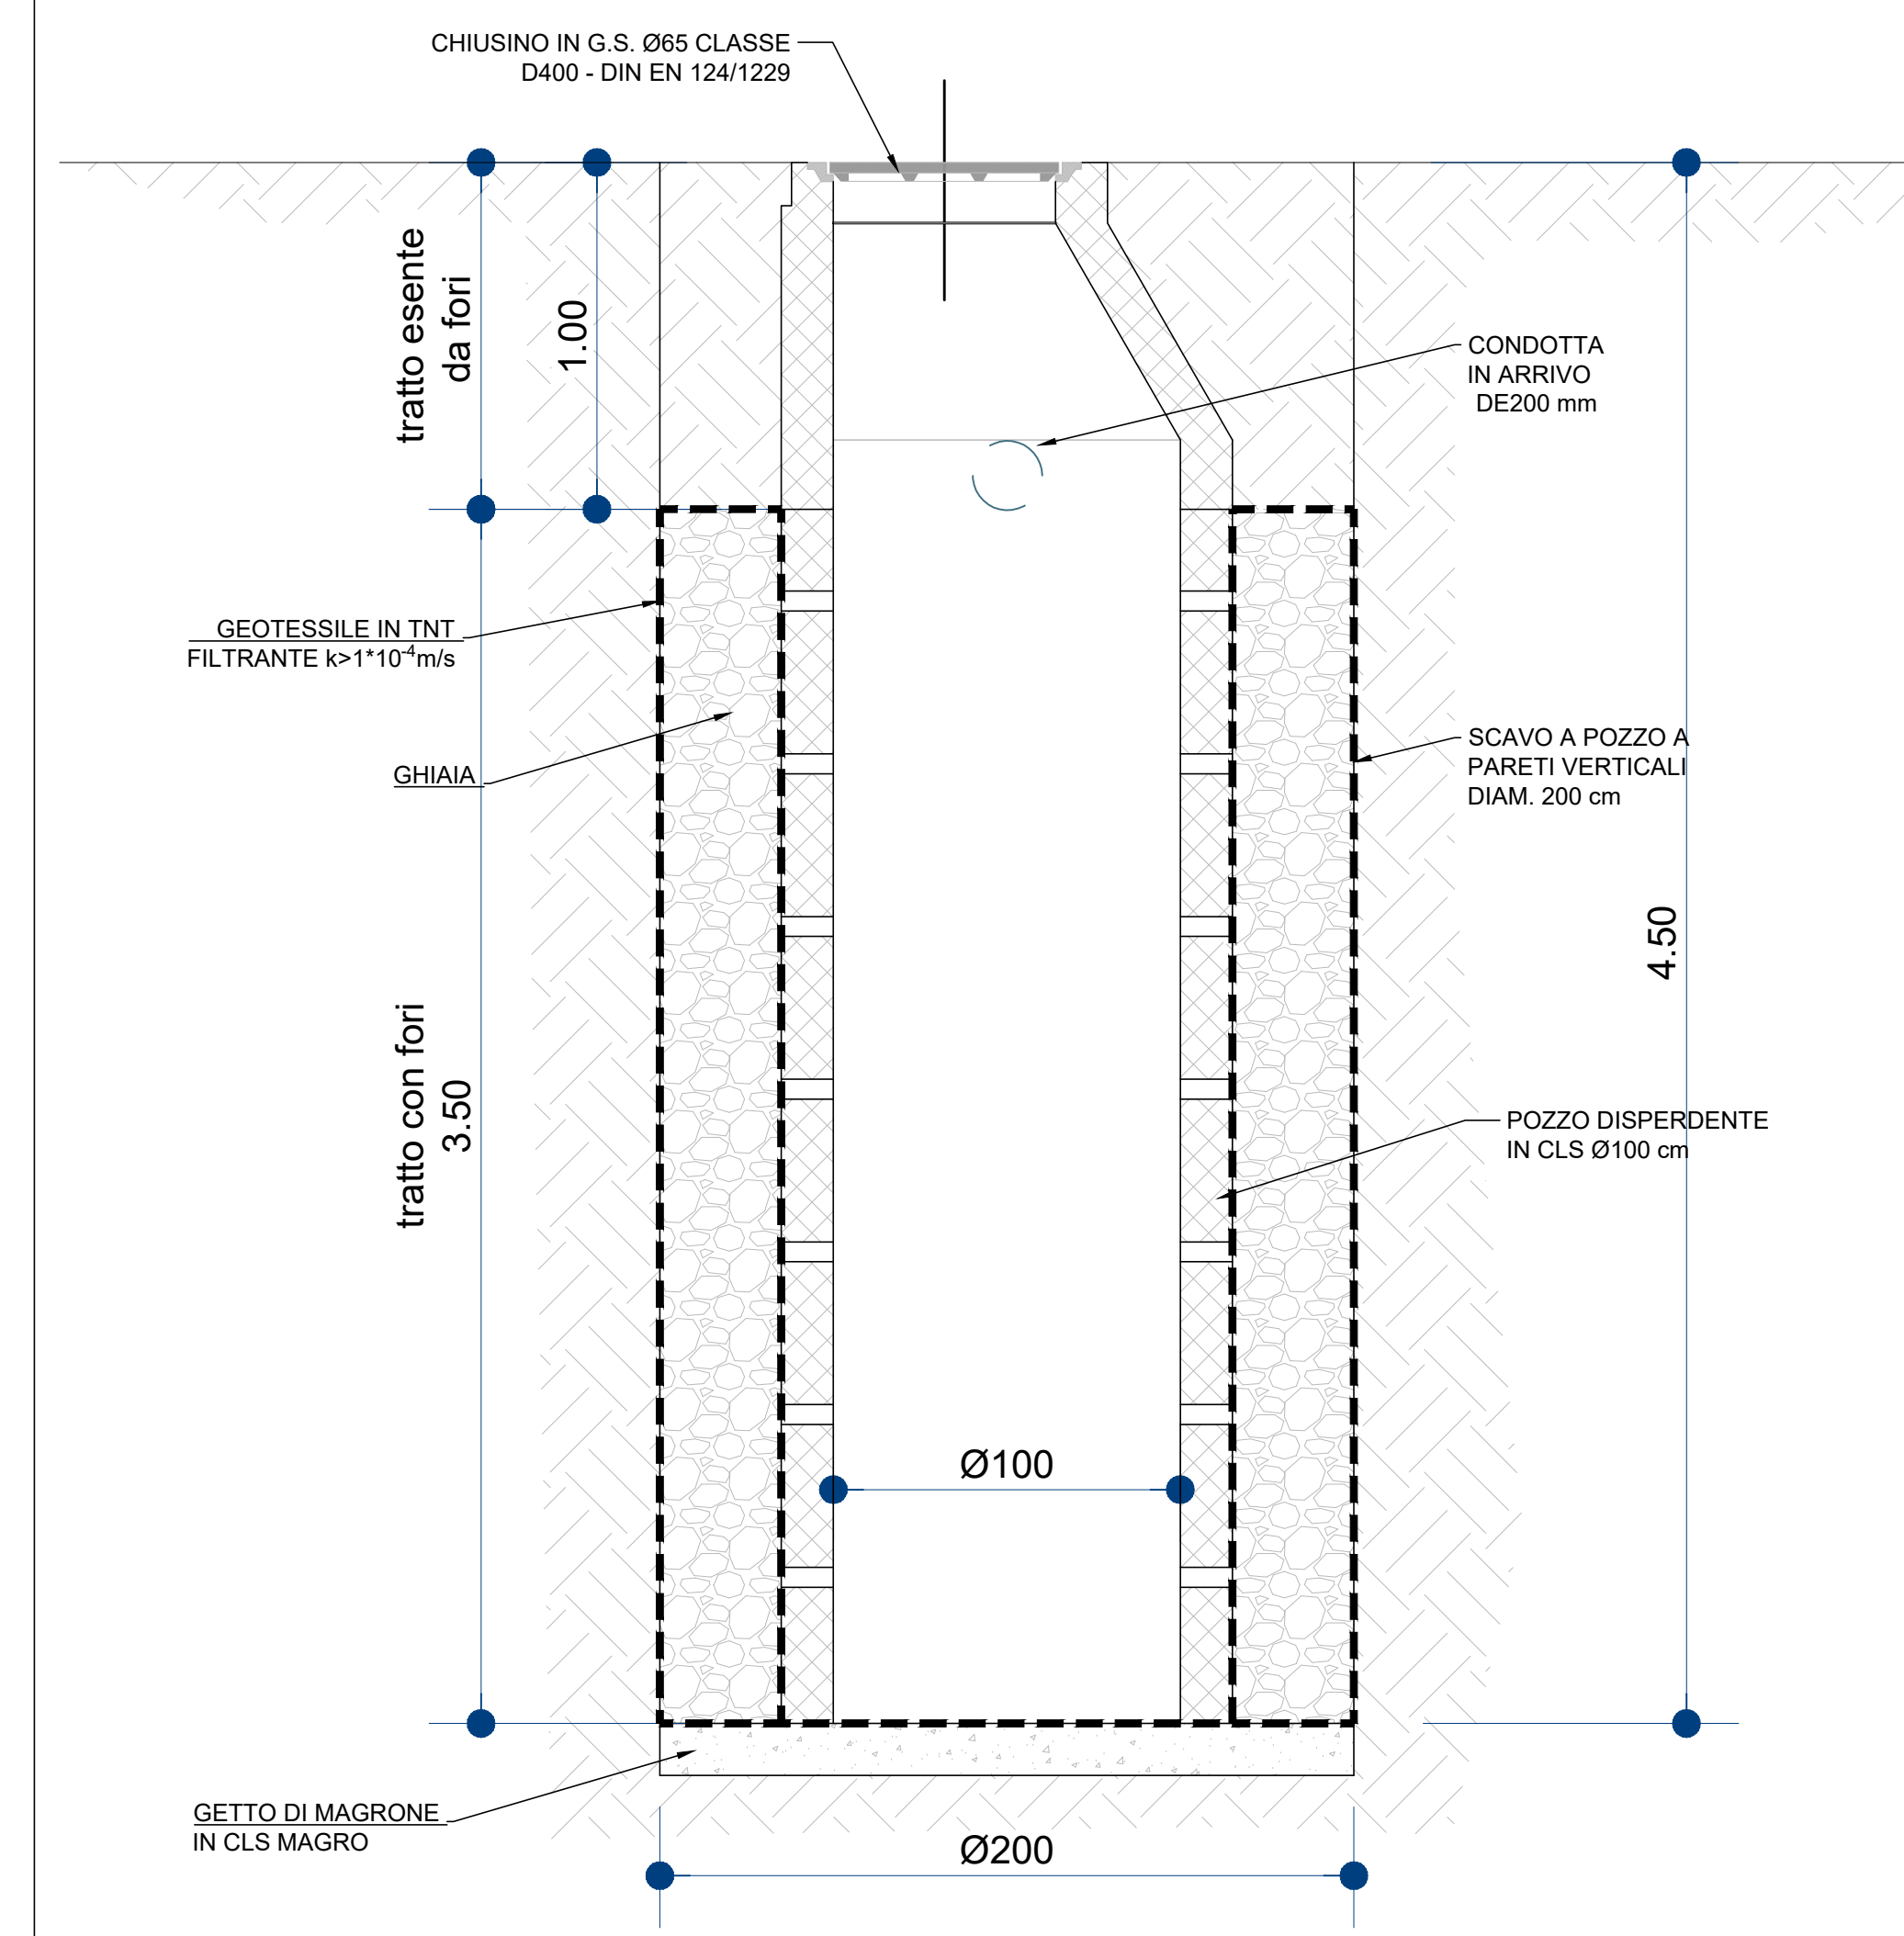 CHIUSINO IN G.S. Ø65 CLASSE
D400 - DIN EN 124/1229
tratto esente
da fori
1.00
CONDOTTA
IN ARRIVO
DE200 mm
GEOTESSILE IN TNT
FILTRANTE k>1*10⁻⁴m/s
GHIAIA
SCAVO A POZZO A
PARETI VERTICALI
DIAM. 200 cm
4.50
tratto con fori
3.50
POZZO DISPERDENTE
IN CLS Ø100 cm
Ø100
GETTO DI MAGRONE
IN CLS MAGRO
Ø200